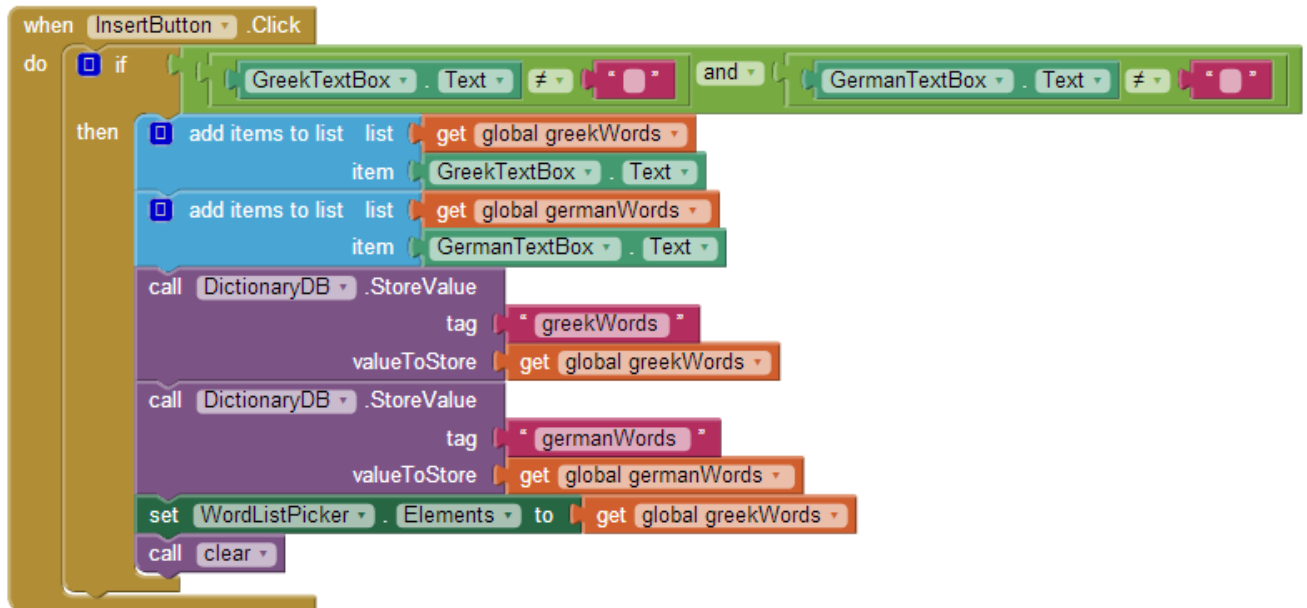 when InsertButton .Click
do if GreekTextBox . Text ≠ " " and GermanTextBox . Text ≠ " "
then add items to list list get global greekWords
item GreekTextBox . Text
add items to list list get global germanWords
item GermanTextBox . Text
call DictionaryDB .StoreValue
tag " greekWords "
valueToStore get global greekWords
call DictionaryDB .StoreValue
tag " germanWords "
valueToStore get global germanWords
set WordListPicker . Elements to get global greekWords
call clear